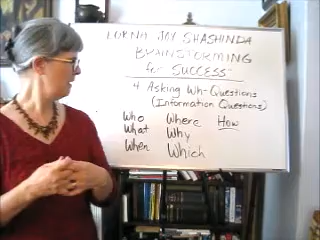 LORNA JOY SHASHINDA
BRAINSTORMING
for SUCCESS
4 Asking Wh-Questions
(Information Questions)
Who Where How
What Why
When Which